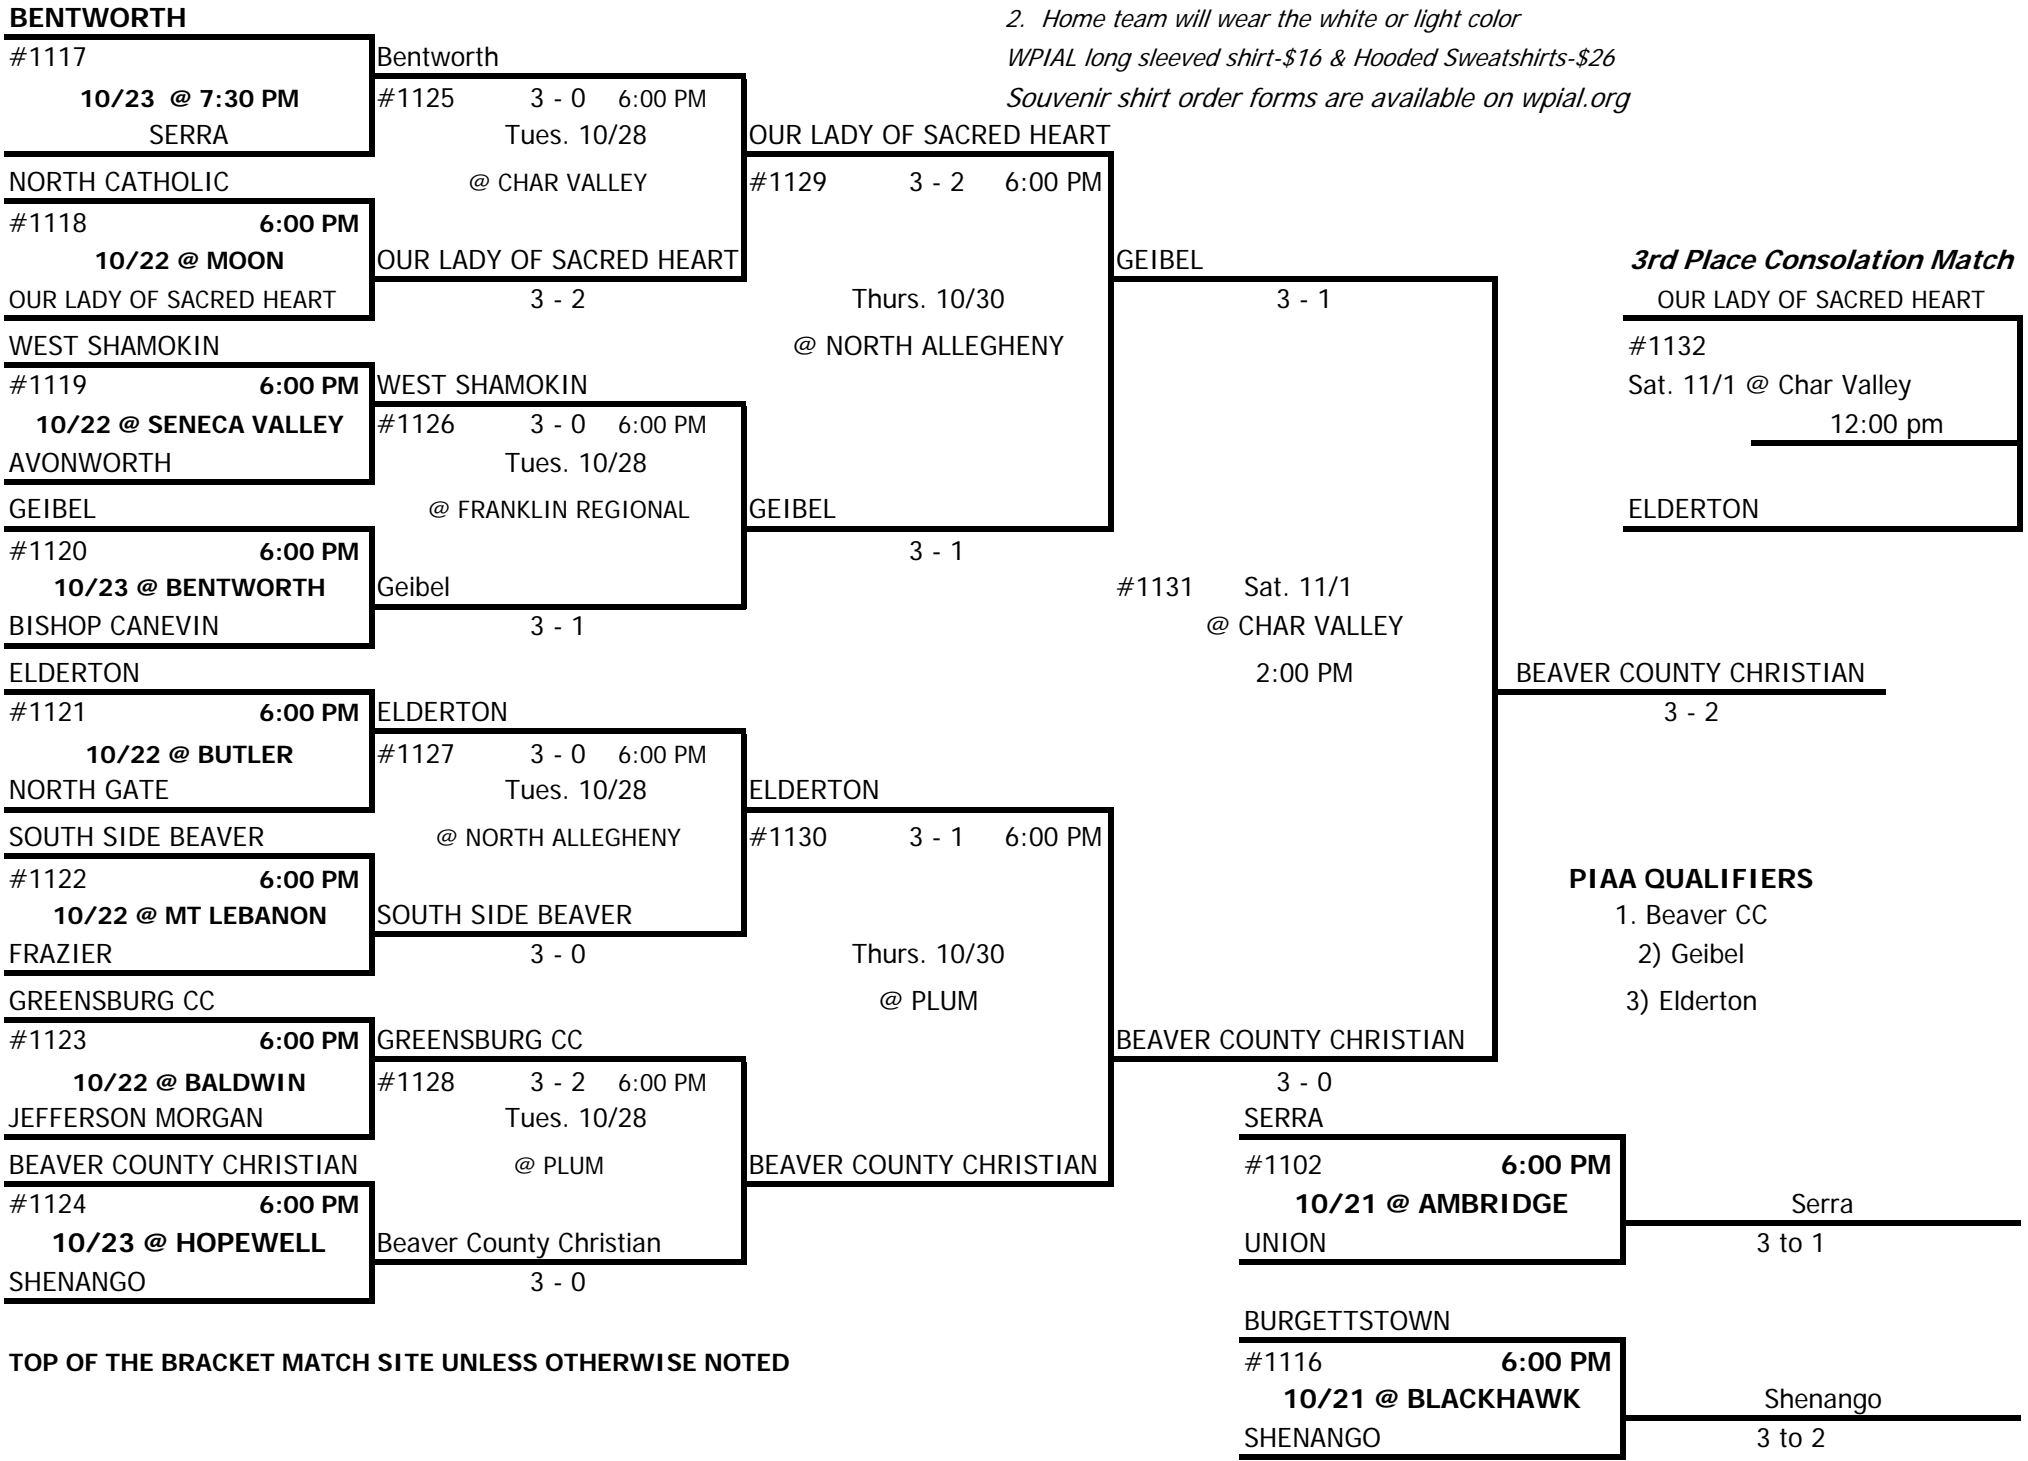 BENTWORTH
2. Home team will wear the white or light color
#1117
Bentworth
WPIAL long sleeved shirt-$16 & Hooded Sweatshirts-$26
10/23 @ 7:30 PM
#1125 3 - 0 6:00 PM
Souvenir shirt order forms are available on wpial.org
SERRA
Tues. 10/28
OUR LADY OF SACRED HEART
NORTH CATHOLIC
@ CHAR VALLEY
#1129 3 - 2 6:00 PM
#1118 6:00 PM
10/22 @ MOON
OUR LADY OF SACRED HEART
GEIBEL
3rd Place Consolation Match
OUR LADY OF SACRED HEART
3 - 2
Thurs. 10/30
3 - 1
OUR LADY OF SACRED HEART
WEST SHAMOKIN
@ NORTH ALLEGHENY
#1132
#1119 6:00 PM
WEST SHAMOKIN
Sat. 11/1 @ Char Valley
10/22 @ SENECA VALLEY
#1126 3 - 0 6:00 PM
12:00 pm
AVONWORTH
Tues. 10/28
GEIBEL
@ FRANKLIN REGIONAL
GEIBEL
ELDERTON
#1120 6:00 PM
3 - 1
10/23 @ BENTWORTH
Geibel
#1131 Sat. 11/1
BISHOP CANEVIN
3 - 1
@ CHAR VALLEY
ELDERTON
2:00 PM
BEAVER COUNTY CHRISTIAN
#1121 6:00 PM
ELDERTON
3 - 2
10/22 @ BUTLER
#1127 3 - 0 6:00 PM
NORTH GATE
Tues. 10/28
ELDERTON
SOUTH SIDE BEAVER
@ NORTH ALLEGHENY
#1130 3 - 1 6:00 PM
#1122 6:00 PM
PIAA QUALIFIERS
10/22 @ MT LEBANON
SOUTH SIDE BEAVER
1. Beaver CC
FRAZIER
3 - 0
Thurs. 10/30
2) Geibel
GREENSBURG CC
@ PLUM
3) Elderton
#1123 6:00 PM
GREENSBURG CC
BEAVER COUNTY CHRISTIAN
10/22 @ BALDWIN
#1128 3 - 2 6:00 PM
3 - 0
JEFFERSON MORGAN
Tues. 10/28
SERRA
BEAVER COUNTY CHRISTIAN
@ PLUM
BEAVER COUNTY CHRISTIAN
#1102 6:00 PM
#1124 6:00 PM
10/21 @ AMBRIDGE
Serra
10/23 @ HOPEWELL
Beaver County Christian
UNION
3 to 1
SHENANGO
3 - 0
BURGETTSTOWN
TOP OF THE BRACKET MATCH SITE UNLESS OTHERWISE NOTED
#1116 6:00 PM
10/21 @ BLACKHAWK
Shenango
SHENANGO
3 to 2